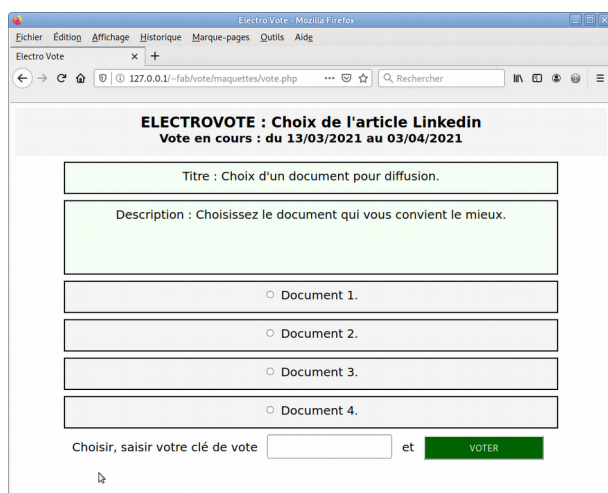 Electro Vote - Mozilla Firefox
Fichier Édition Affichage Historique Marque-pages Outils Aide
Electro Vote × +
127.0.0.1/~fab/vote/maquettes/vote.php ··· Rechercher
ELECTROVOTE : Choix de l'article Linkedin
Vote en cours : du 13/03/2021 au 03/04/2021
Titre : Choix d'un document pour diffusion.
Description : Choisissez le document qui vous convient le mieux.
Document 1.
Document 2.
Document 3.
Document 4.
Choisir, saisir votre clé de vote et VOTER